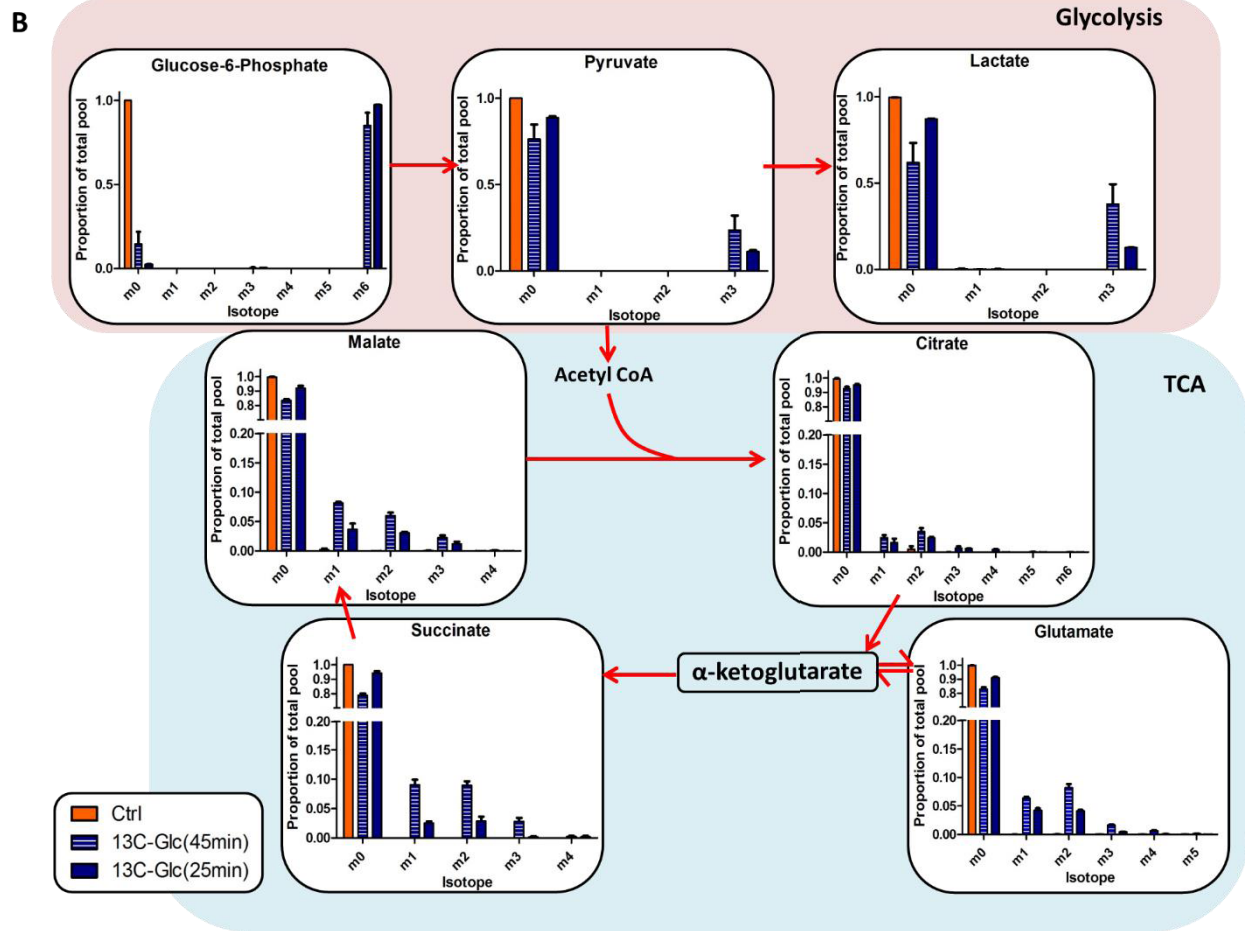 B
Glycolysis
Glucose-6-Phosphate
Proportion of total pool
1.0
0.5
0.0
m0 m1 m2 m3 m4 m5 m6
Isotope
Pyruvate
Proportion of total pool
1.0
0.5
0.0
m0 m1 m2 m3
Isotope
Lactate
Proportion of total pool
1.0
0.5
0.0
m0 m1 m2 m3
Isotope
TCA
Malate
Proportion of total pool
1.0
0.9
0.8
0.20
0.15
0.10
0.05
0.00
m0 m1 m2 m3 m4
Isotope
Acetyl CoA
Citrate
Proportion of total pool
1.0
0.9
0.8
0.20
0.15
0.10
0.05
0.00
m0 m1 m2 m3 m4 m5 m6
Isotope
Succinate
Proportion of total pool
1.0
0.9
0.8
0.20
0.15
0.10
0.05
0.00
m0 m1 m2 m3 m4
Isotope
α-ketoglutarate
Glutamate
Proportion of total pool
1.0
0.9
0.8
0.20
0.15
0.10
0.05
0.00
m0 m1 m2 m3 m4 m5
Isotope
Ctrl
13C-Glc(45min)
13C-Glc(25min)